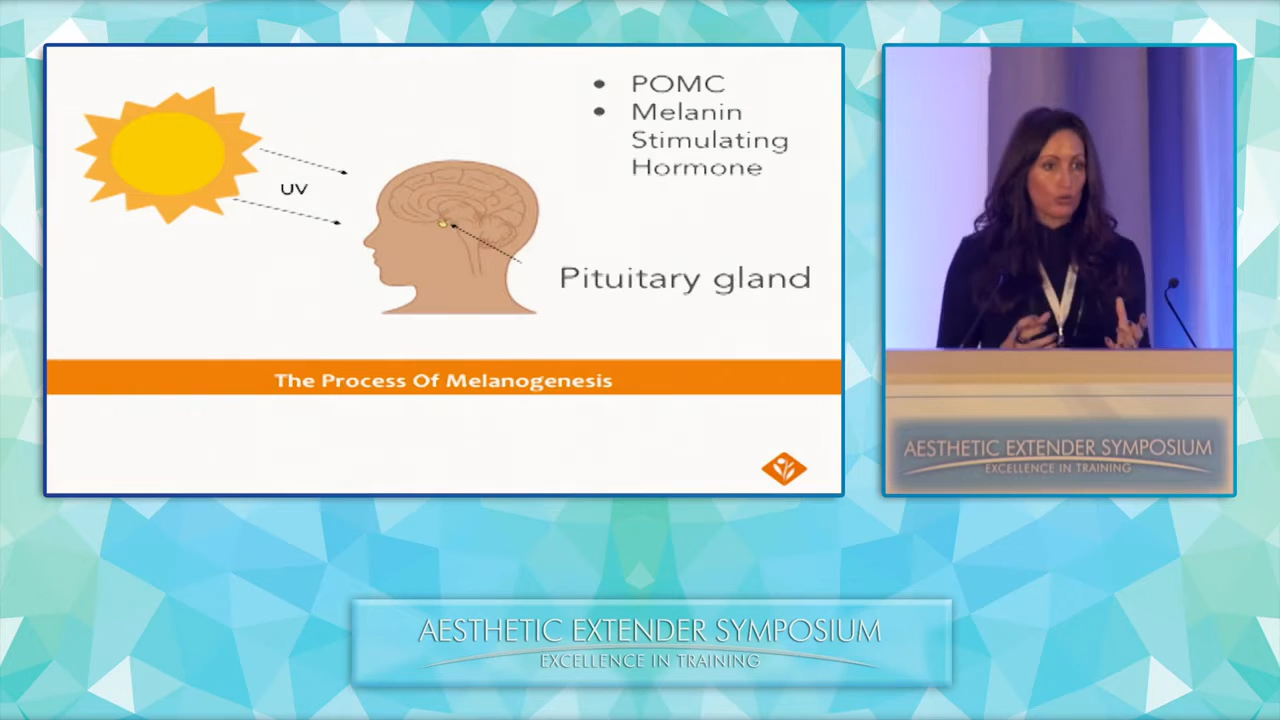 POMC
Melanin
Stimulating
Hormone
UV
Pituitary gland
The Process Of Melanogenesis
AESTHETIC EXTENDER SYMPOSIUM
EXCELLENCE IN TRAINING
AESTHETIC EXTENDER SYMPOSIUM
EXCELLENCE IN TRAINING